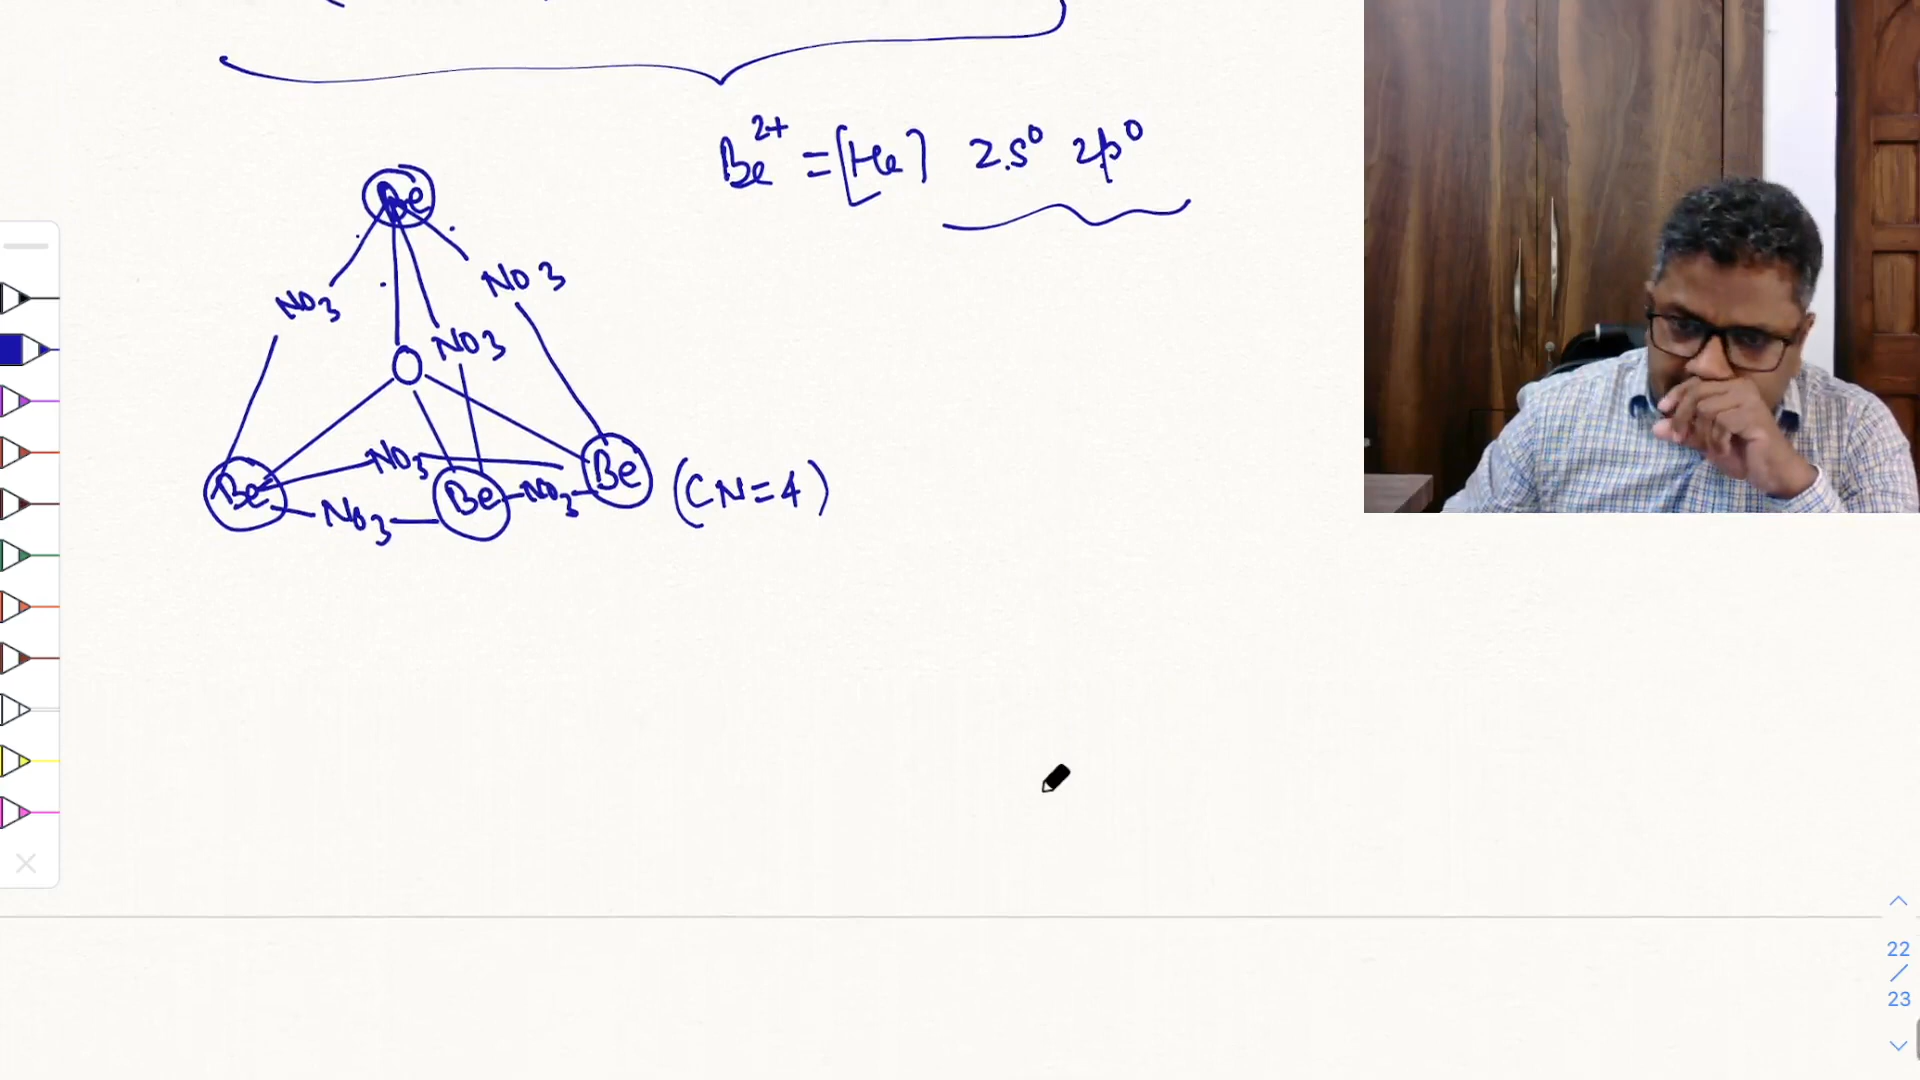 Be²⁺ = [He] 2s⁰ 2p⁰
Be
NO₃ NO₃
NO₃
O
NO₃
Be NO₃ Be NO₃ Be (CN=4)
22
/
23